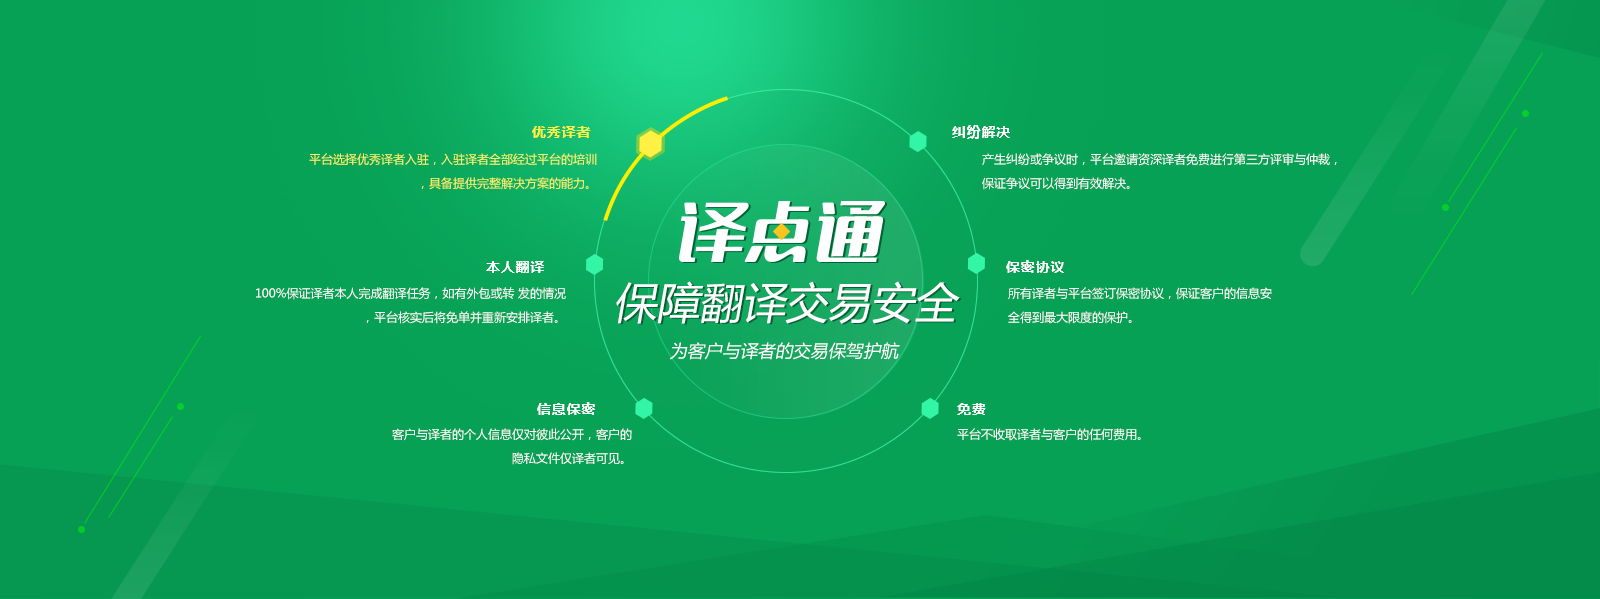 优秀译者
平台选择优秀译者入驻，入驻译者全部经过平台的培训
，具备提供完整解决方案的能力。
本人翻译
100%保证译者本人完成翻译任务，如有外包或转 发的情况
，平台核实后将免单并重新安排译者。
信息保密
客户与译者的个人信息仅对彼此公开，客户的
隐私文件仅译者可见。
译点通
保障翻译交易安全
为客户与译者的交易保驾护航
纠纷解决
产生纠纷或争议时，平台邀请资深译者免费进行第三方评审与仲裁，
保证争议可以得到有效解决。
保密协议
所有译者与平台签订保密协议，保证客户的信息安
全得到最大限度的保护。
免费
平台不收取译者与客户的任何费用。